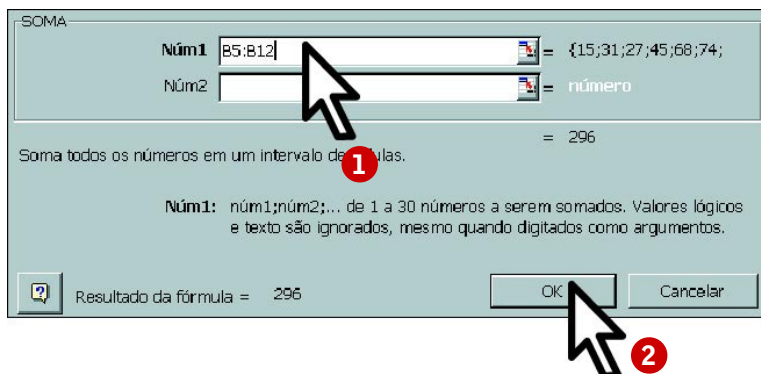 SOMA
Núm1 B5:B12 = {15;31;27;45;68;74;
Núm2 = número
= 296
Soma todos os números em um intervalo de ulas.
1
Núm1: núm1;núm2;... de 1 a 30 números a serem somados. Valores lógicos
e texto são ignorados, mesmo quando digitados como argumentos.
Resultado da fórmula = 296
OK
Cancelar
2